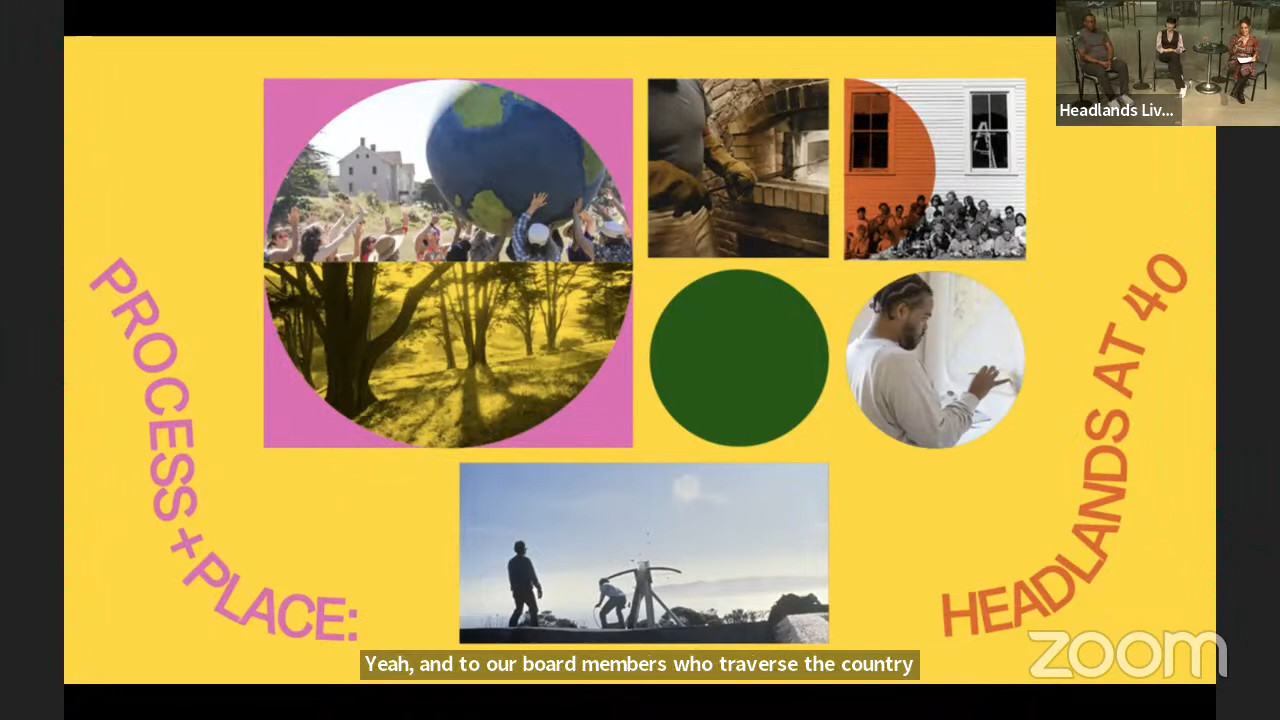 Headlands Liv...
PROCESS + PLACE:
HEADLANDS AT 40
Yeah, and to our board members who traverse the country
zoom